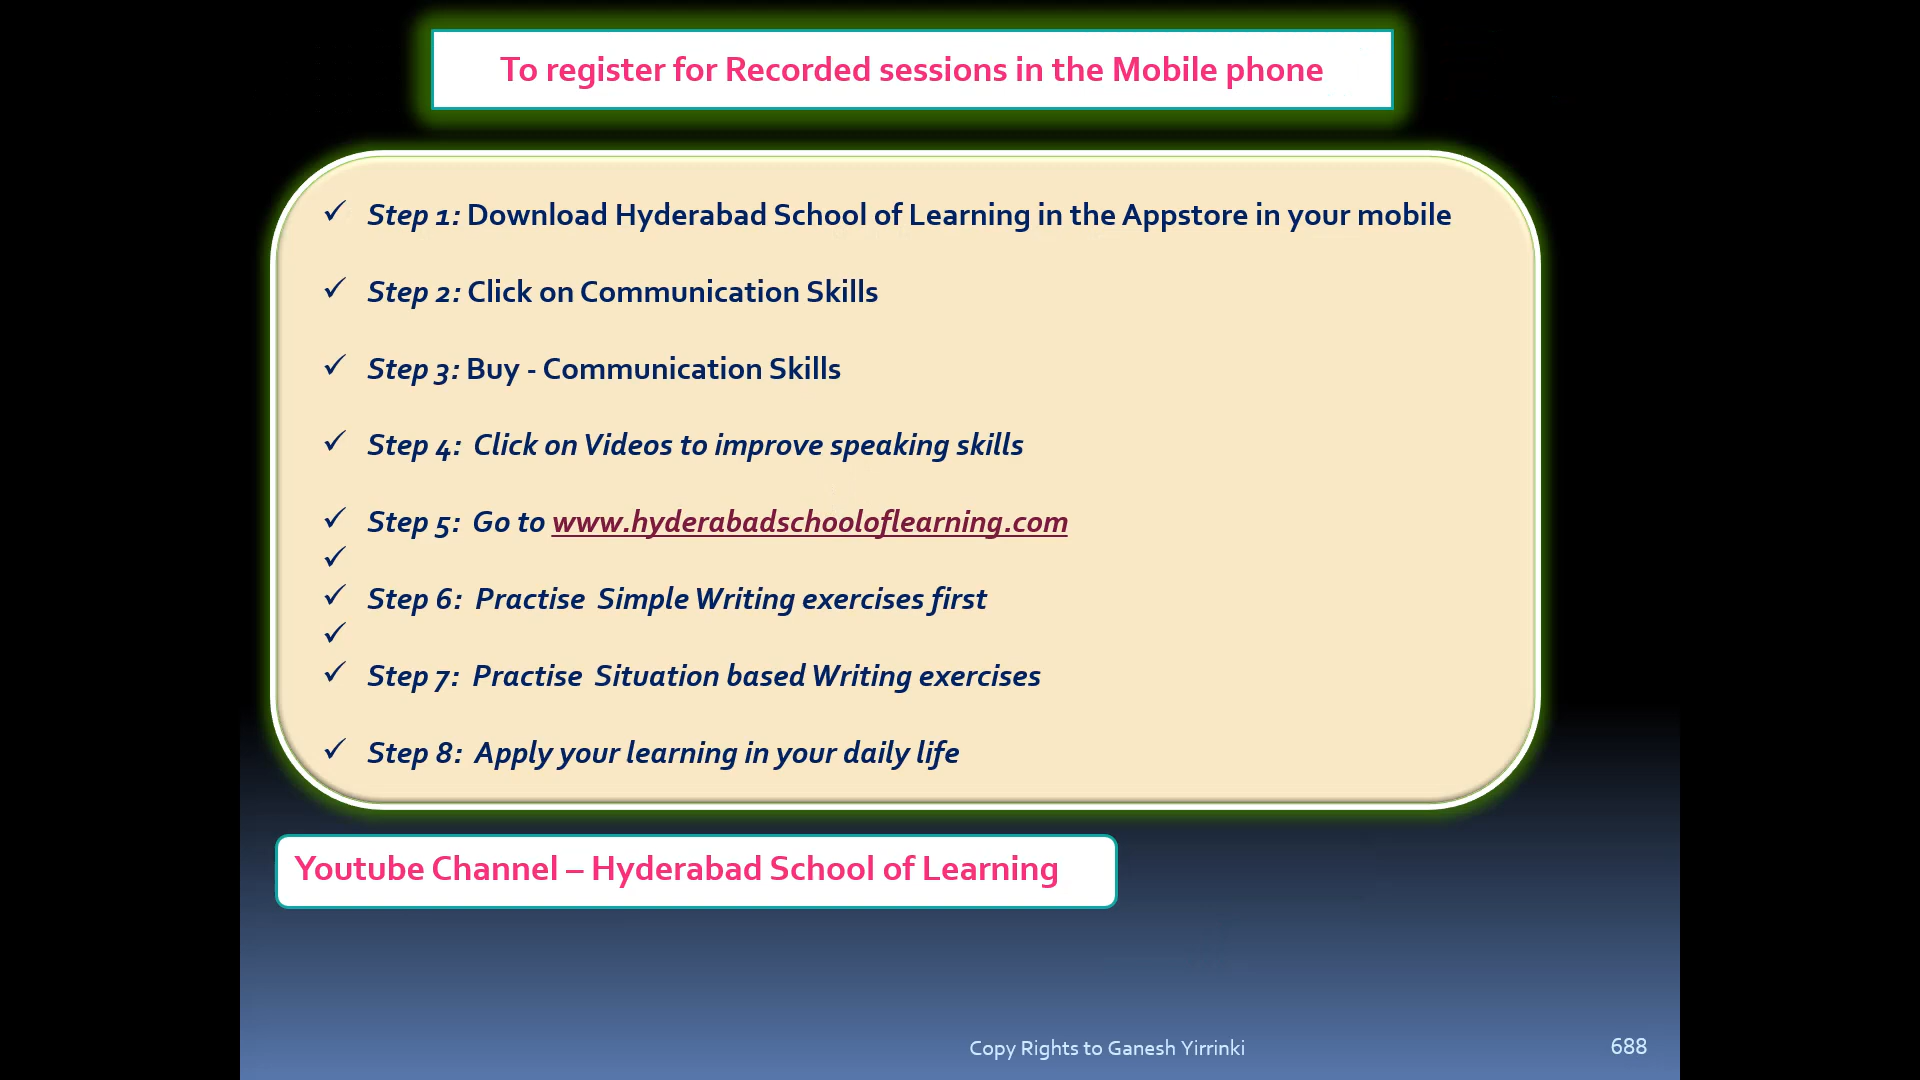 To register for Recorded sessions in the Mobile phone
✓ Step 1: Download Hyderabad School of Learning in the Appstore in your mobile
✓ Step 2: Click on Communication Skills
✓ Step 3: Buy - Communication Skills
✓ Step 4: Click on Videos to improve speaking skills
✓ Step 5: Go to www.hyderabadschooloflearning.com
✓
✓ Step 6: Practise Simple Writing exercises first
✓
✓ Step 7: Practise Situation based Writing exercises
✓ Step 8: Apply your learning in your daily life
Youtube Channel – Hyderabad School of Learning
Copy Rights to Ganesh Yirrinki
688